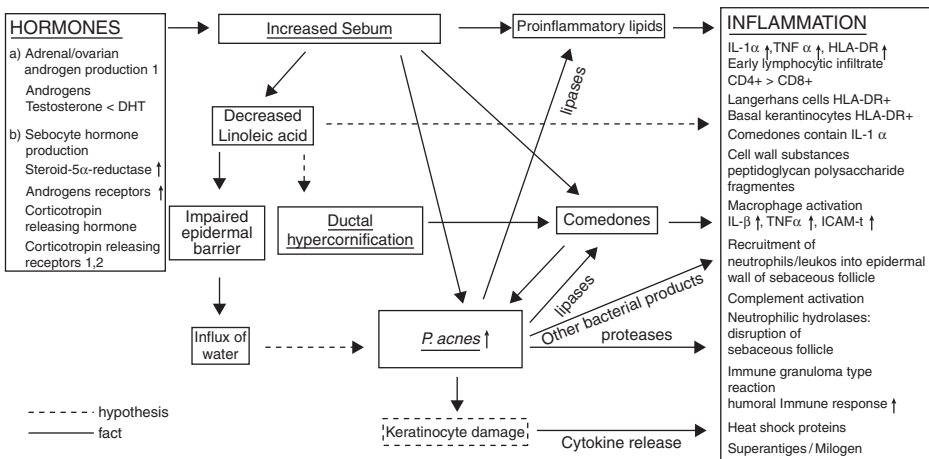 HORMONES
a) Adrenal/ovarian
androgen production 1
Androgens
Testosterone < DHT
b) Sebocyte hormone
production
Steroid-5α-reductase ↑
Androgens receptors ↑
Corticotropin
releasing hormone
Corticotropin releasing
receptors 1,2
Increased Sebum
Proinflammatory lipids
lipases
Decreased
Linoleic acid
Impaired
epidermal
barrier
Ductal
hypercornification
Comedones
lipases
Other bacterial products
Influx of
water
P. acnes ↑
proteases
Keratinocyte damage
Cytokine release
hypothesis
fact
INFLAMMATION
IL-1α ↑,TNF α ↑, HLA-DR ↑
Early lymphocytic infiltrate
CD4+ > CD8+
Langerhans cells HLA-DR+
Basal kerantinocytes HLA-DR+
Comedones contain IL-1 α
Cell wall substances
peptidoglycan polysaccharide
fragmentes
Macrophage activation
IL-β ↑, TNFα ↑, ICAM-t ↑
Recruitment of
neutrophils/leukos into epidermal
wall of sebaceous follicle
Complement activation
Neutrophilic hydrolases:
disruption of
sebaceous follicle
Immune granuloma type
reaction
humoral Immune response ↑
Heat shock proteins
Superantiges/Milogen